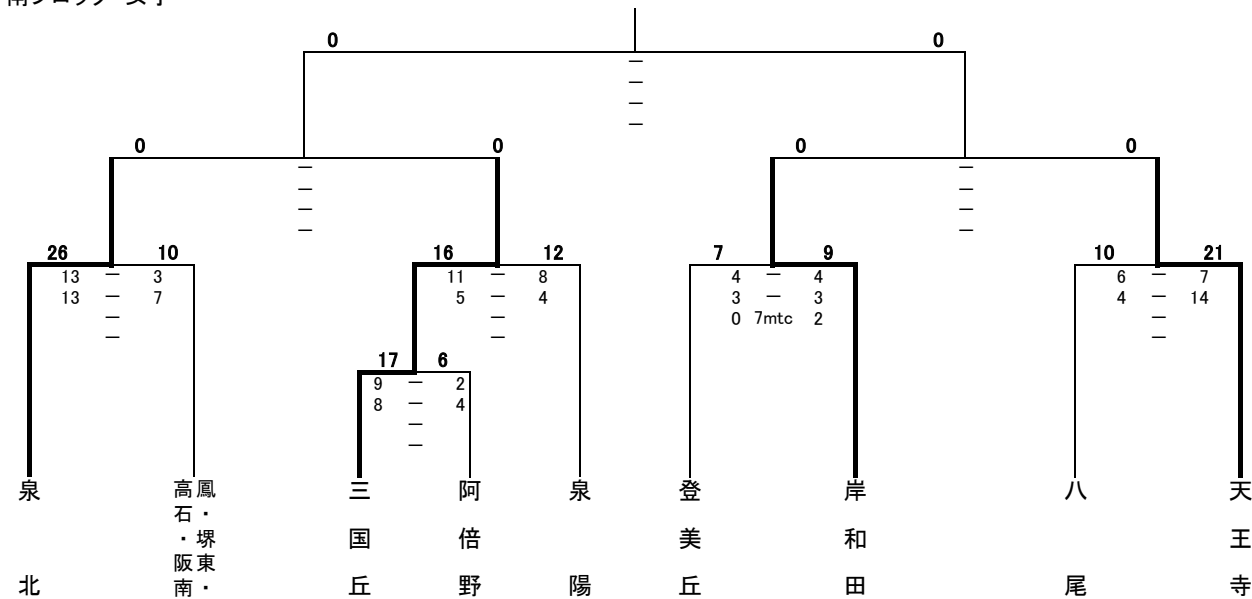 0 0
—
—
—
—
0 0 0 0
— —
— —
— —
— —
26 10 16 12 7 9 10 21
13 — 3 11 — 8 4 — 4 6 — 7
13 — 7 5 — 4 3 — 3 4 — 14
— — 0 7mtc 2 —
— — —
17 6
9 — 2
8 — 4
—
—
泉北
鳳・堺東・
高石・阪南
三国丘
阿倍野
泉陽
登美丘
岸和田
八尾
天王寺